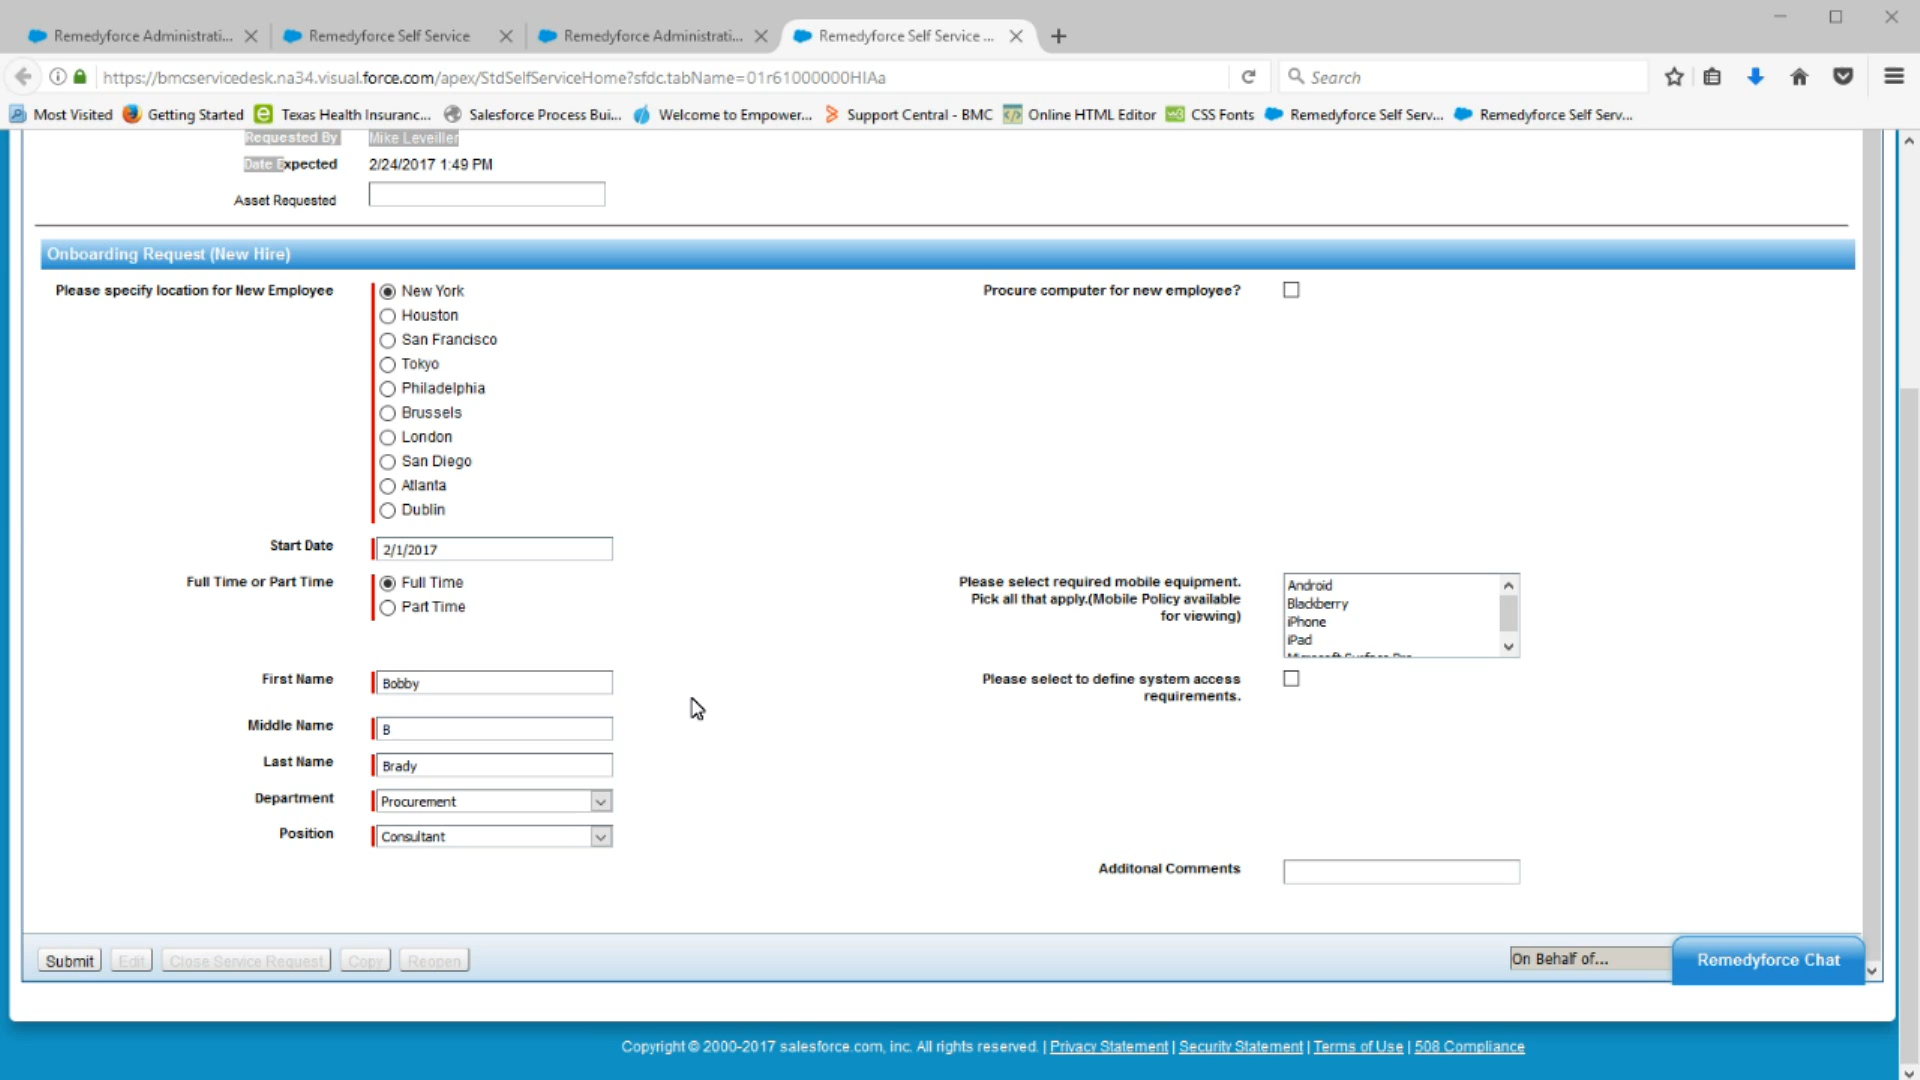 Remedyforce Administrati...
Remedyforce Self Service
Remedyforce Administrati...
Remedyforce Self Service ...
https://bmcservicedesk.na34.visual.force.com/apex/StdSelfServiceHome?sfdc.tabName=01r61000000HIAa
Search
Most Visited
Getting Started
Texas Health Insuranc...
Salesforce Process Bui...
Welcome to Empower...
Support Central - BMC
Online HTML Editor
CSS Fonts
Remedyforce Self Serv...
Remedyforce Self Serv...
Requested By Mike Leveiller
Date Expected 2/24/2017 1:49 PM
Asset Requested
Onboarding Request (New Hire)
Please specify location for New Employee
New York
Houston
San Francisco
Tokyo
Philadelphia
Brussels
London
San Diego
Atlanta
Dublin
Procure computer for new employee?
Start Date 2/1/2017
Full Time or Part Time
Full Time
Part Time
Please select required mobile equipment.
Pick all that apply.(Mobile Policy available
for viewing)
Android
Blackberry
iPhone
iPad
Microsoft Surface Pro
First Name Bobby
Please select to define system access
requirements.
Middle Name B
Last Name Brady
Department Procurement
Position Consultant
Additonal Comments
Submit
Edit
Close Service Request
Copy
Reopen
On Behalf of...
Remedyforce Chat
Copyright © 2000-2017 salesforce.com, inc. All rights reserved. | Privacy Statement | Security Statement | Terms of Use | 508 Compliance